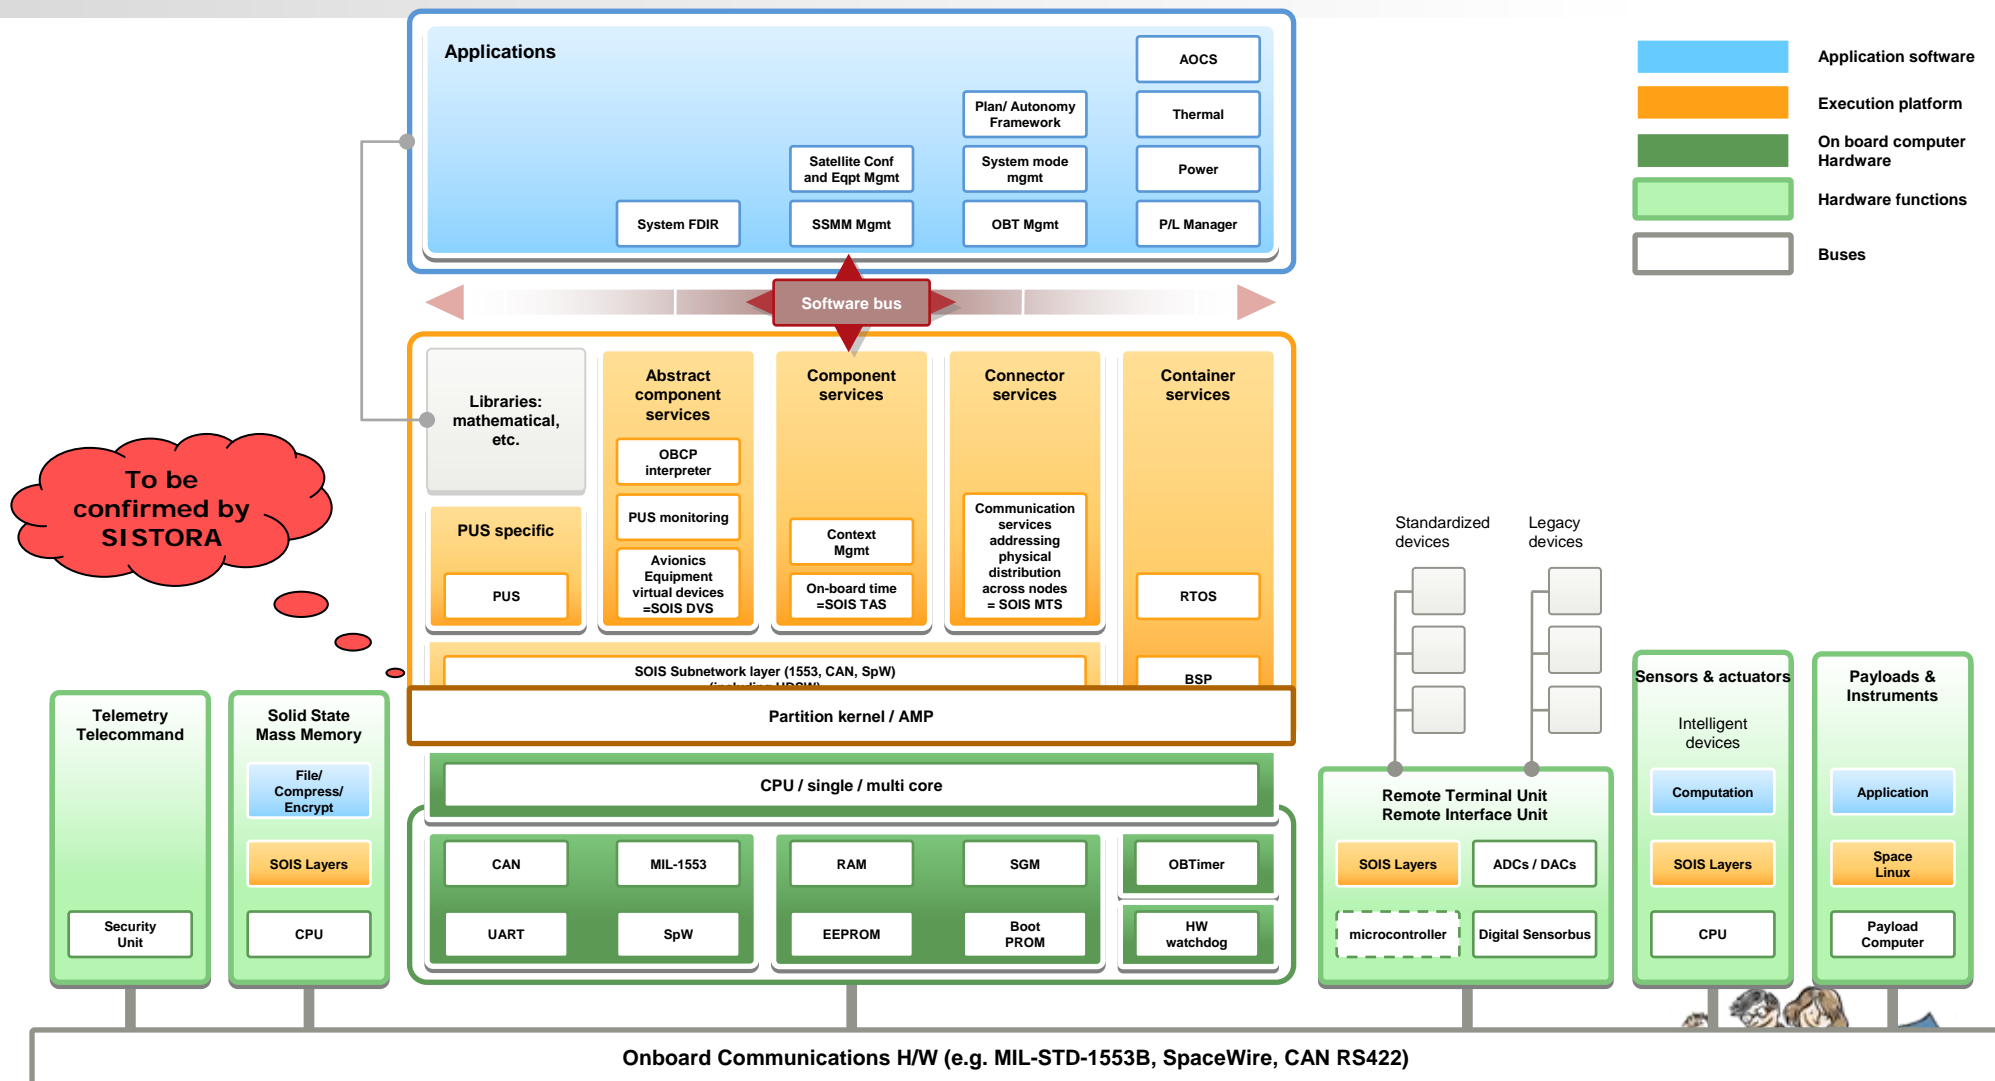 Applications
AOCS
Plan/ Autonomy
Framework
Thermal
Satellite Conf
and Eqpt Mgmt
System mode
mgmt
Power
System FDIR
SSMM Mgmt
OBT Mgmt
P/L Manager
Application software
Execution platform
On board computer
Hardware
Hardware functions
Buses
Software bus
Libraries:
mathematical,
etc.
Abstract
component
services
OBCP
interpreter
PUS monitoring
Avionics
Equipment
virtual devices
=SOIS DVS
Component
services
Context
Mgmt
On-board time
=SOIS TAS
Connector
services
Communication
services
addressing
physical
distribution
across nodes
= SOIS MTS
Container
services
RTOS
BSP
PUS specific
PUS
To be
confirmed by
SISTORA
SOIS Subnetwork layer (1553, CAN, SpW)
Partition kernel / AMP
CPU / single / multi core
CAN
MIL-1553
RAM
SGM
OBTimer
UART
SpW
EEPROM
Boot
PROM
HW
watchdog
Telemetry
Telecommand
Security
Unit
Solid State
Mass Memory
File/
Compress/
Encrypt
SOIS Layers
CPU
Standardized
devices
Legacy
devices
Remote Terminal Unit
Remote Interface Unit
SOIS Layers
ADCs / DACs
microcontroller
Digital Sensorbus
Sensors & actuators
Intelligent
devices
Computation
SOIS Layers
CPU
Payloads &
Instruments
Application
Space
Linux
Payload
Computer
Onboard Communications H/W (e.g. MIL-STD-1553B, SpaceWire, CAN RS422)